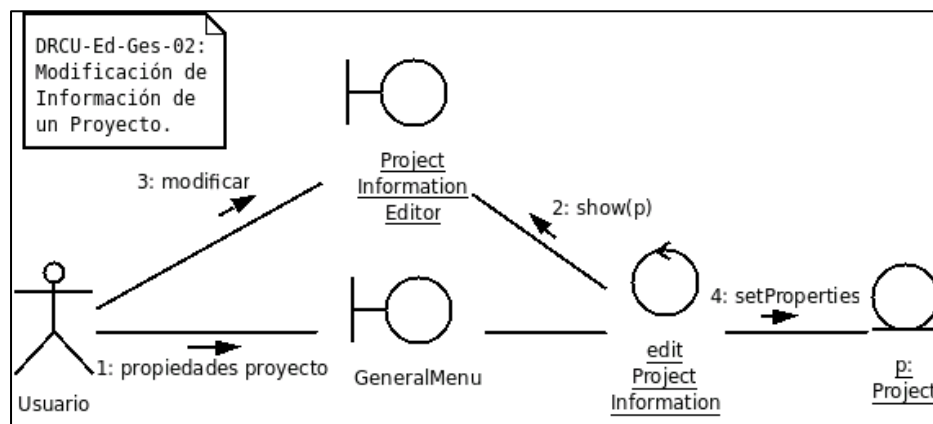 DRCU-Ed-Ges-02:
Modificación de
Información de
un Proyecto.
Project
Information
Editor
3: modificar
2: show(p)
4: setProperties
1: propiedades proyecto
GeneralMenu
edit
Project
Information
p:
Project
Usuario